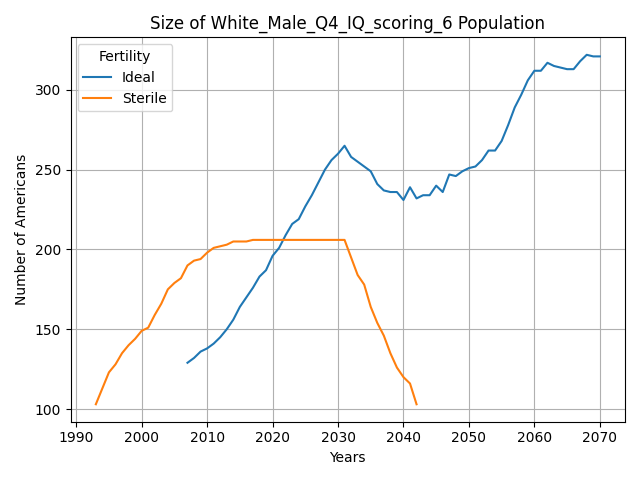 Size of White_Male_Q4_IQ_scoring_6 Population
Fertility
Ideal
Sterile
Number of Americans
300
250
200
150
100
1990
2000
2010
2020
2030
2040
2050
2060
2070
Years